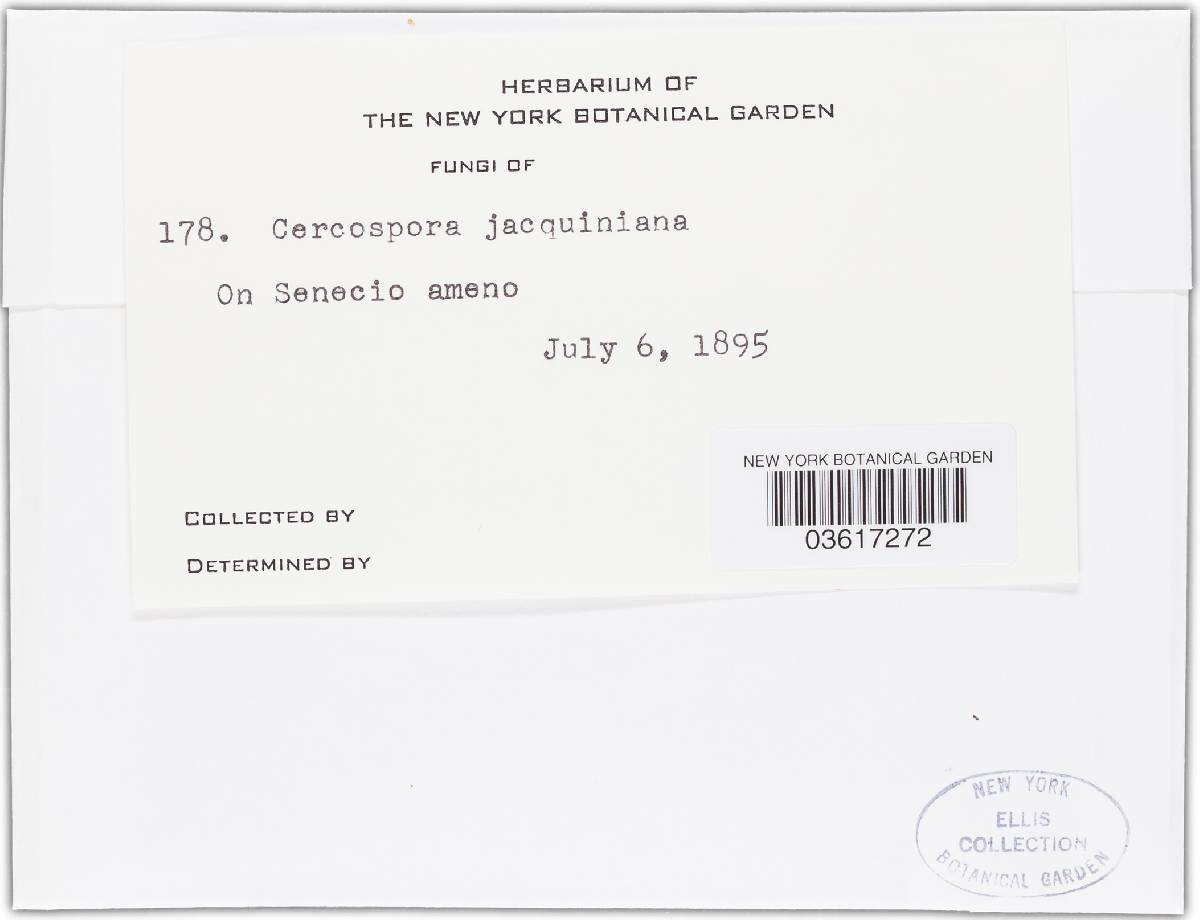 HERBARIUM OF
THE NEW YORK BOTANICAL GARDEN
FUNGI OF
178. Cercospora jacquiniana
On Senecio ameno
July 6, 1895
NEW YORK BOTANICAL GARDEN
03617272
COLLECTED BY
DETERMINED BY
NEW YORK
ELLIS
COLLECTION
BOTANICAL GARDEN